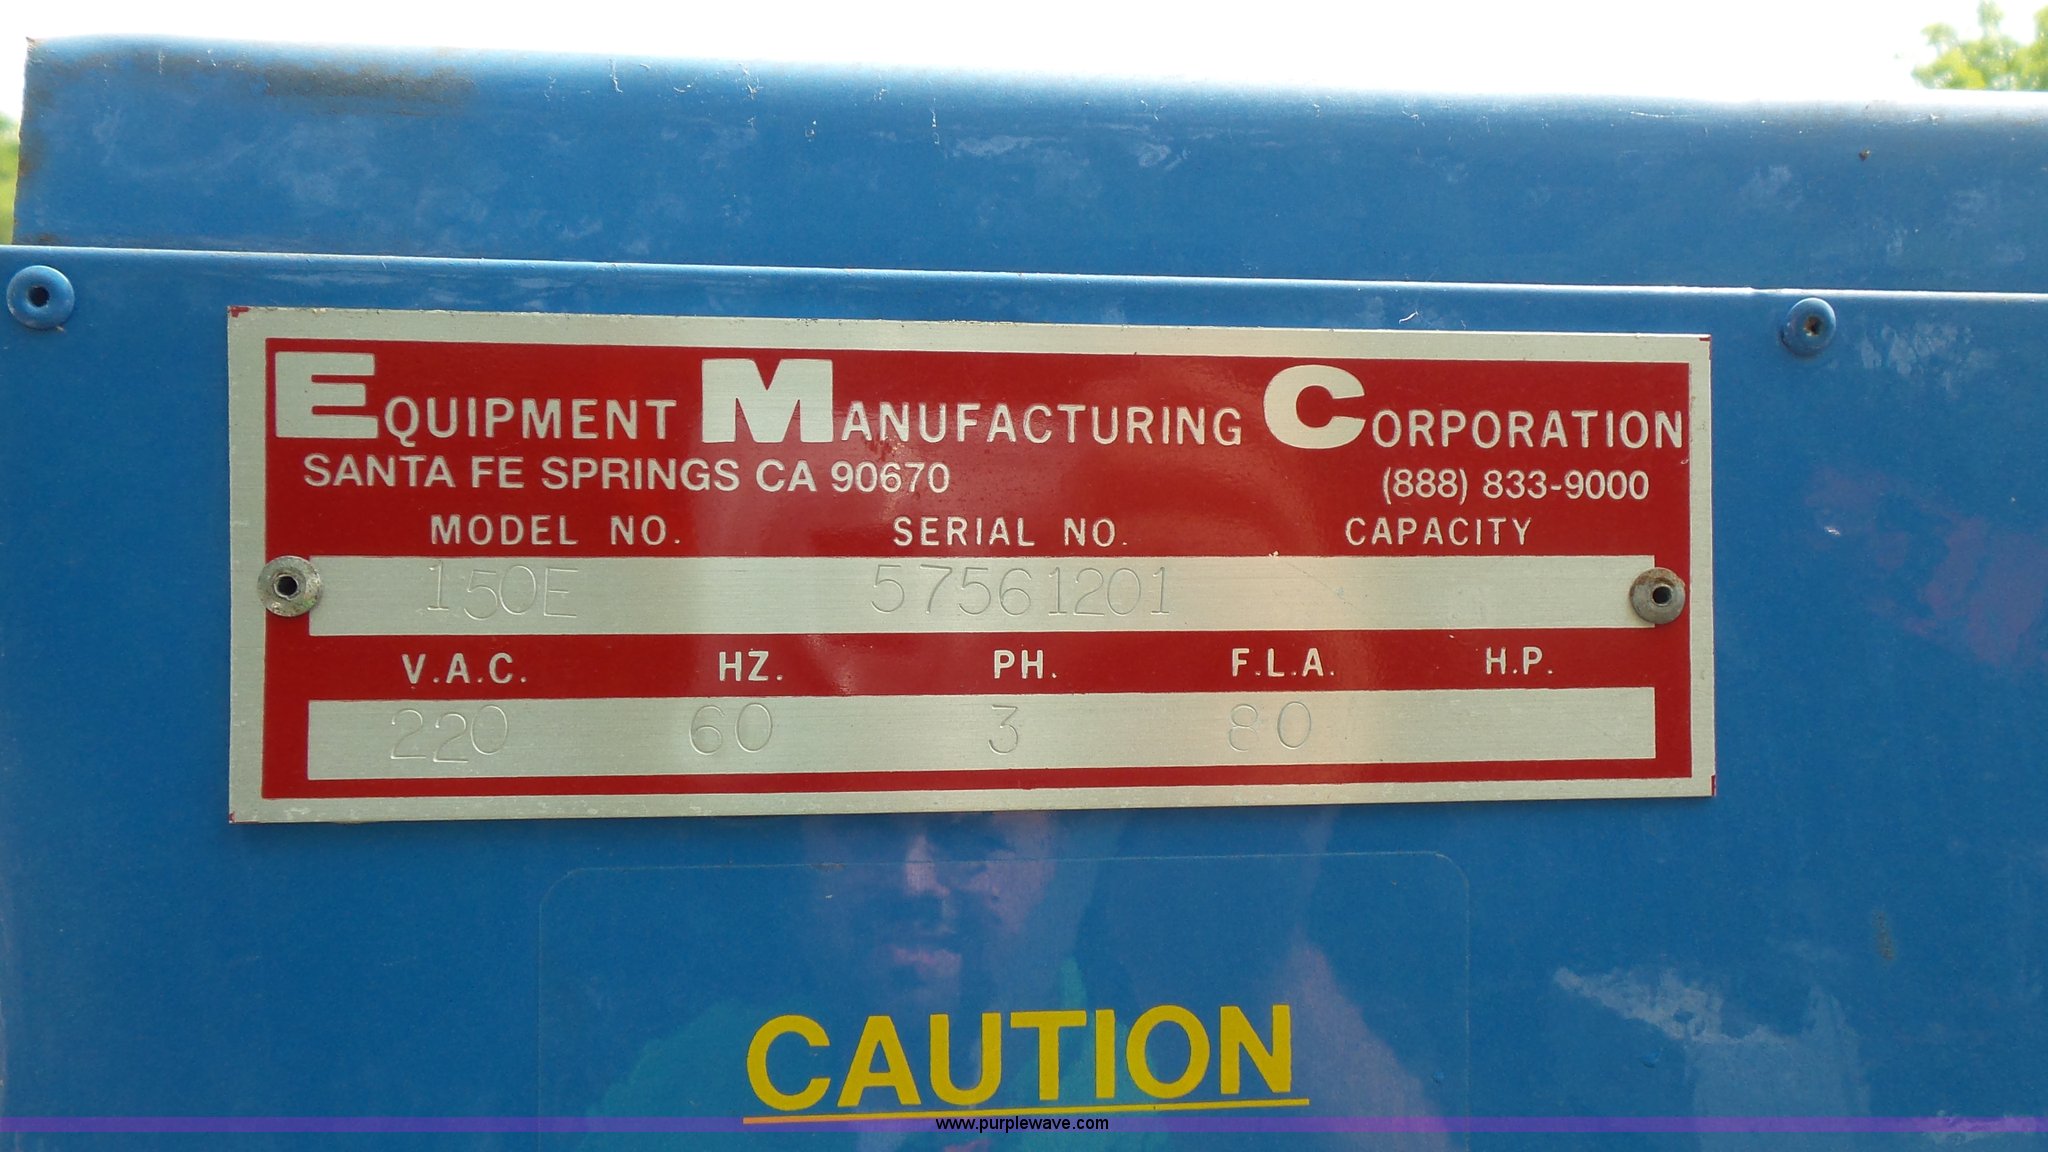 EQUIPMENT MANUFACTURING CORPORATION
SANTA FE SPRINGS CA 90670 (888) 833-9000
MODEL NO. SERIAL NO. CAPACITY
150E 57561201
V.A.C. HZ. PH. F.L.A. H.P.
220 60 3 80
CAUTION
www.purplewave.com